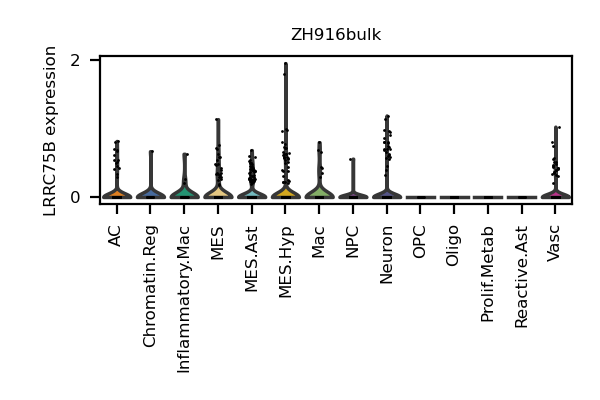 ZH916bulk
LRRC75B expression
2
0
AC
Chromatin.Reg
Inflammatory.Mac
MES
MES.Ast
MES.Hyp
Mac
NPC
Neuron
OPC
Oligo
Prolif.Metab
Reactive.Ast
Vasc